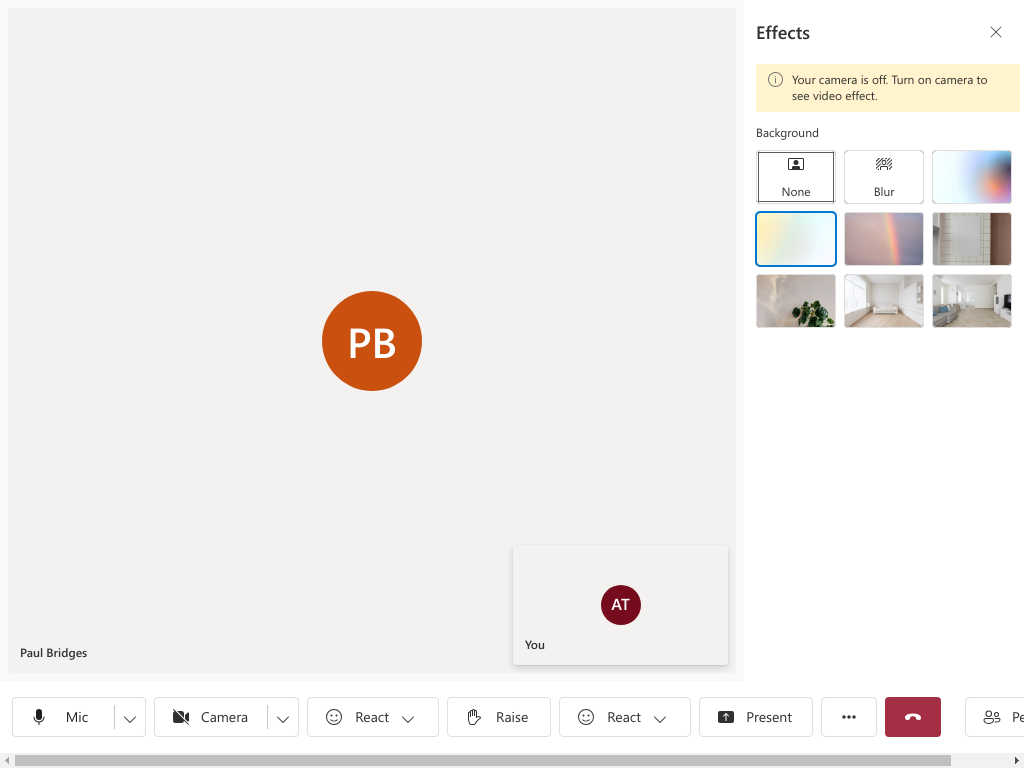 Effects
Your camera is off. Turn on camera to
see video effect.
Background
None
Blur
PB
AT
You
Paul Bridges
Mic
Camera
React
Raise
React
Present